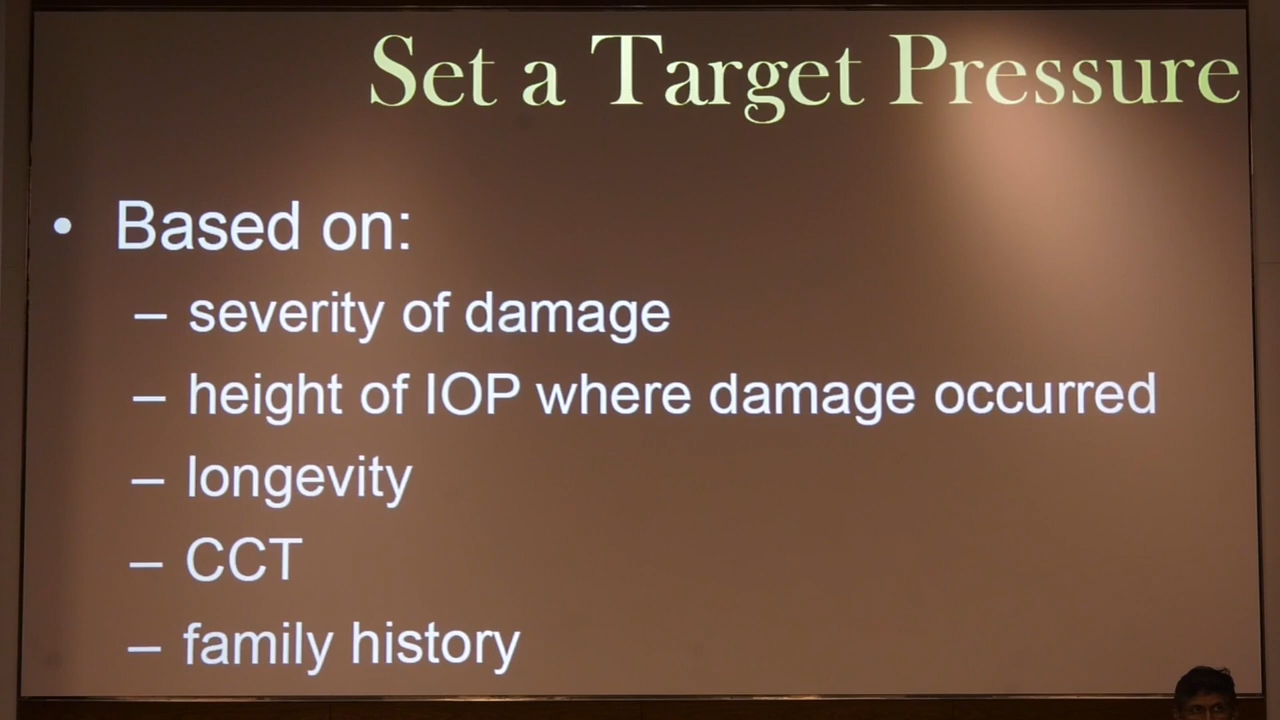 Set a Target Pressure
• Based on:
– severity of damage
– height of IOP where damage occurred
– longevity
– CCT
– family history